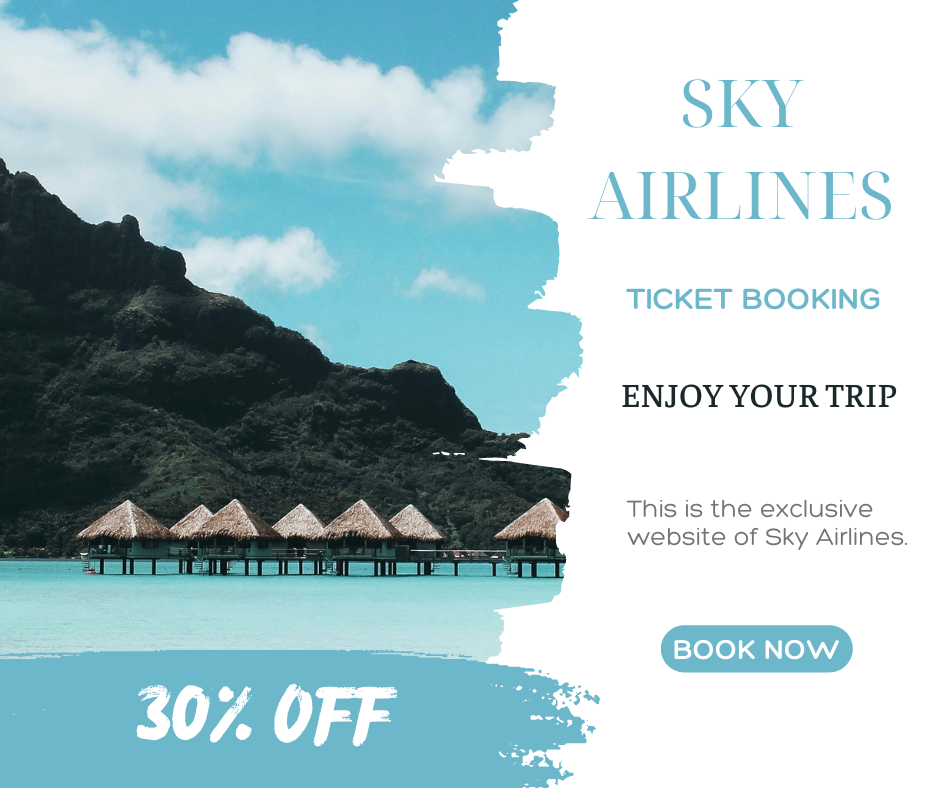 SKY
AIRLINES
TICKET BOOKING
ENJOY YOUR TRIP
This is the exclusive
website of Sky Airlines.
BOOK NOW
30% OFF